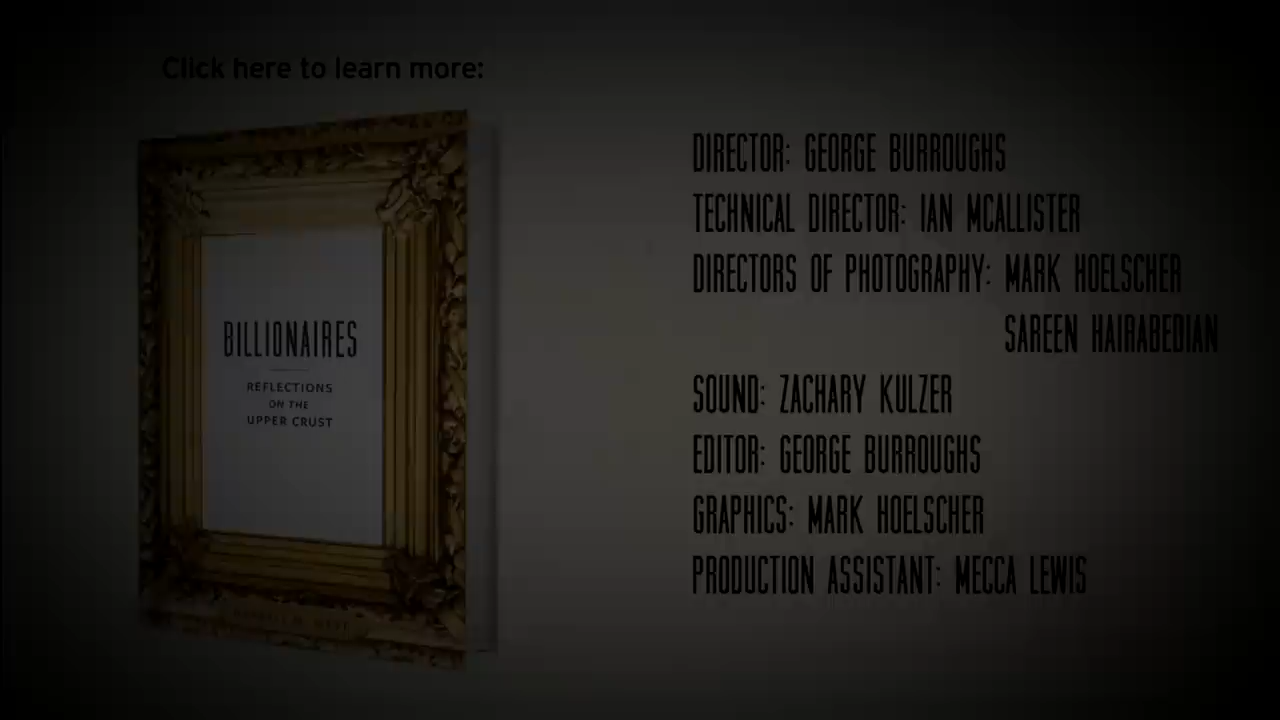 Click here to learn more:
BILLIONAIRES
REFLECTIONS
ON THE
UPPER CRUST
DIRECTOR: GEORGE BURROUGHS
TECHNICAL DIRECTOR: IAN MCALLISTER
DIRECTORS OF PHOTOGRAPHY: MARK HOELSCHER
SAREEN HAIRABEDIAN
SOUND: ZACHARY KULZER
EDITOR: GEORGE BURROUGHS
GRAPHICS: MARK HOELSCHER
PRODUCTION ASSISTANT: MECCA LEWIS